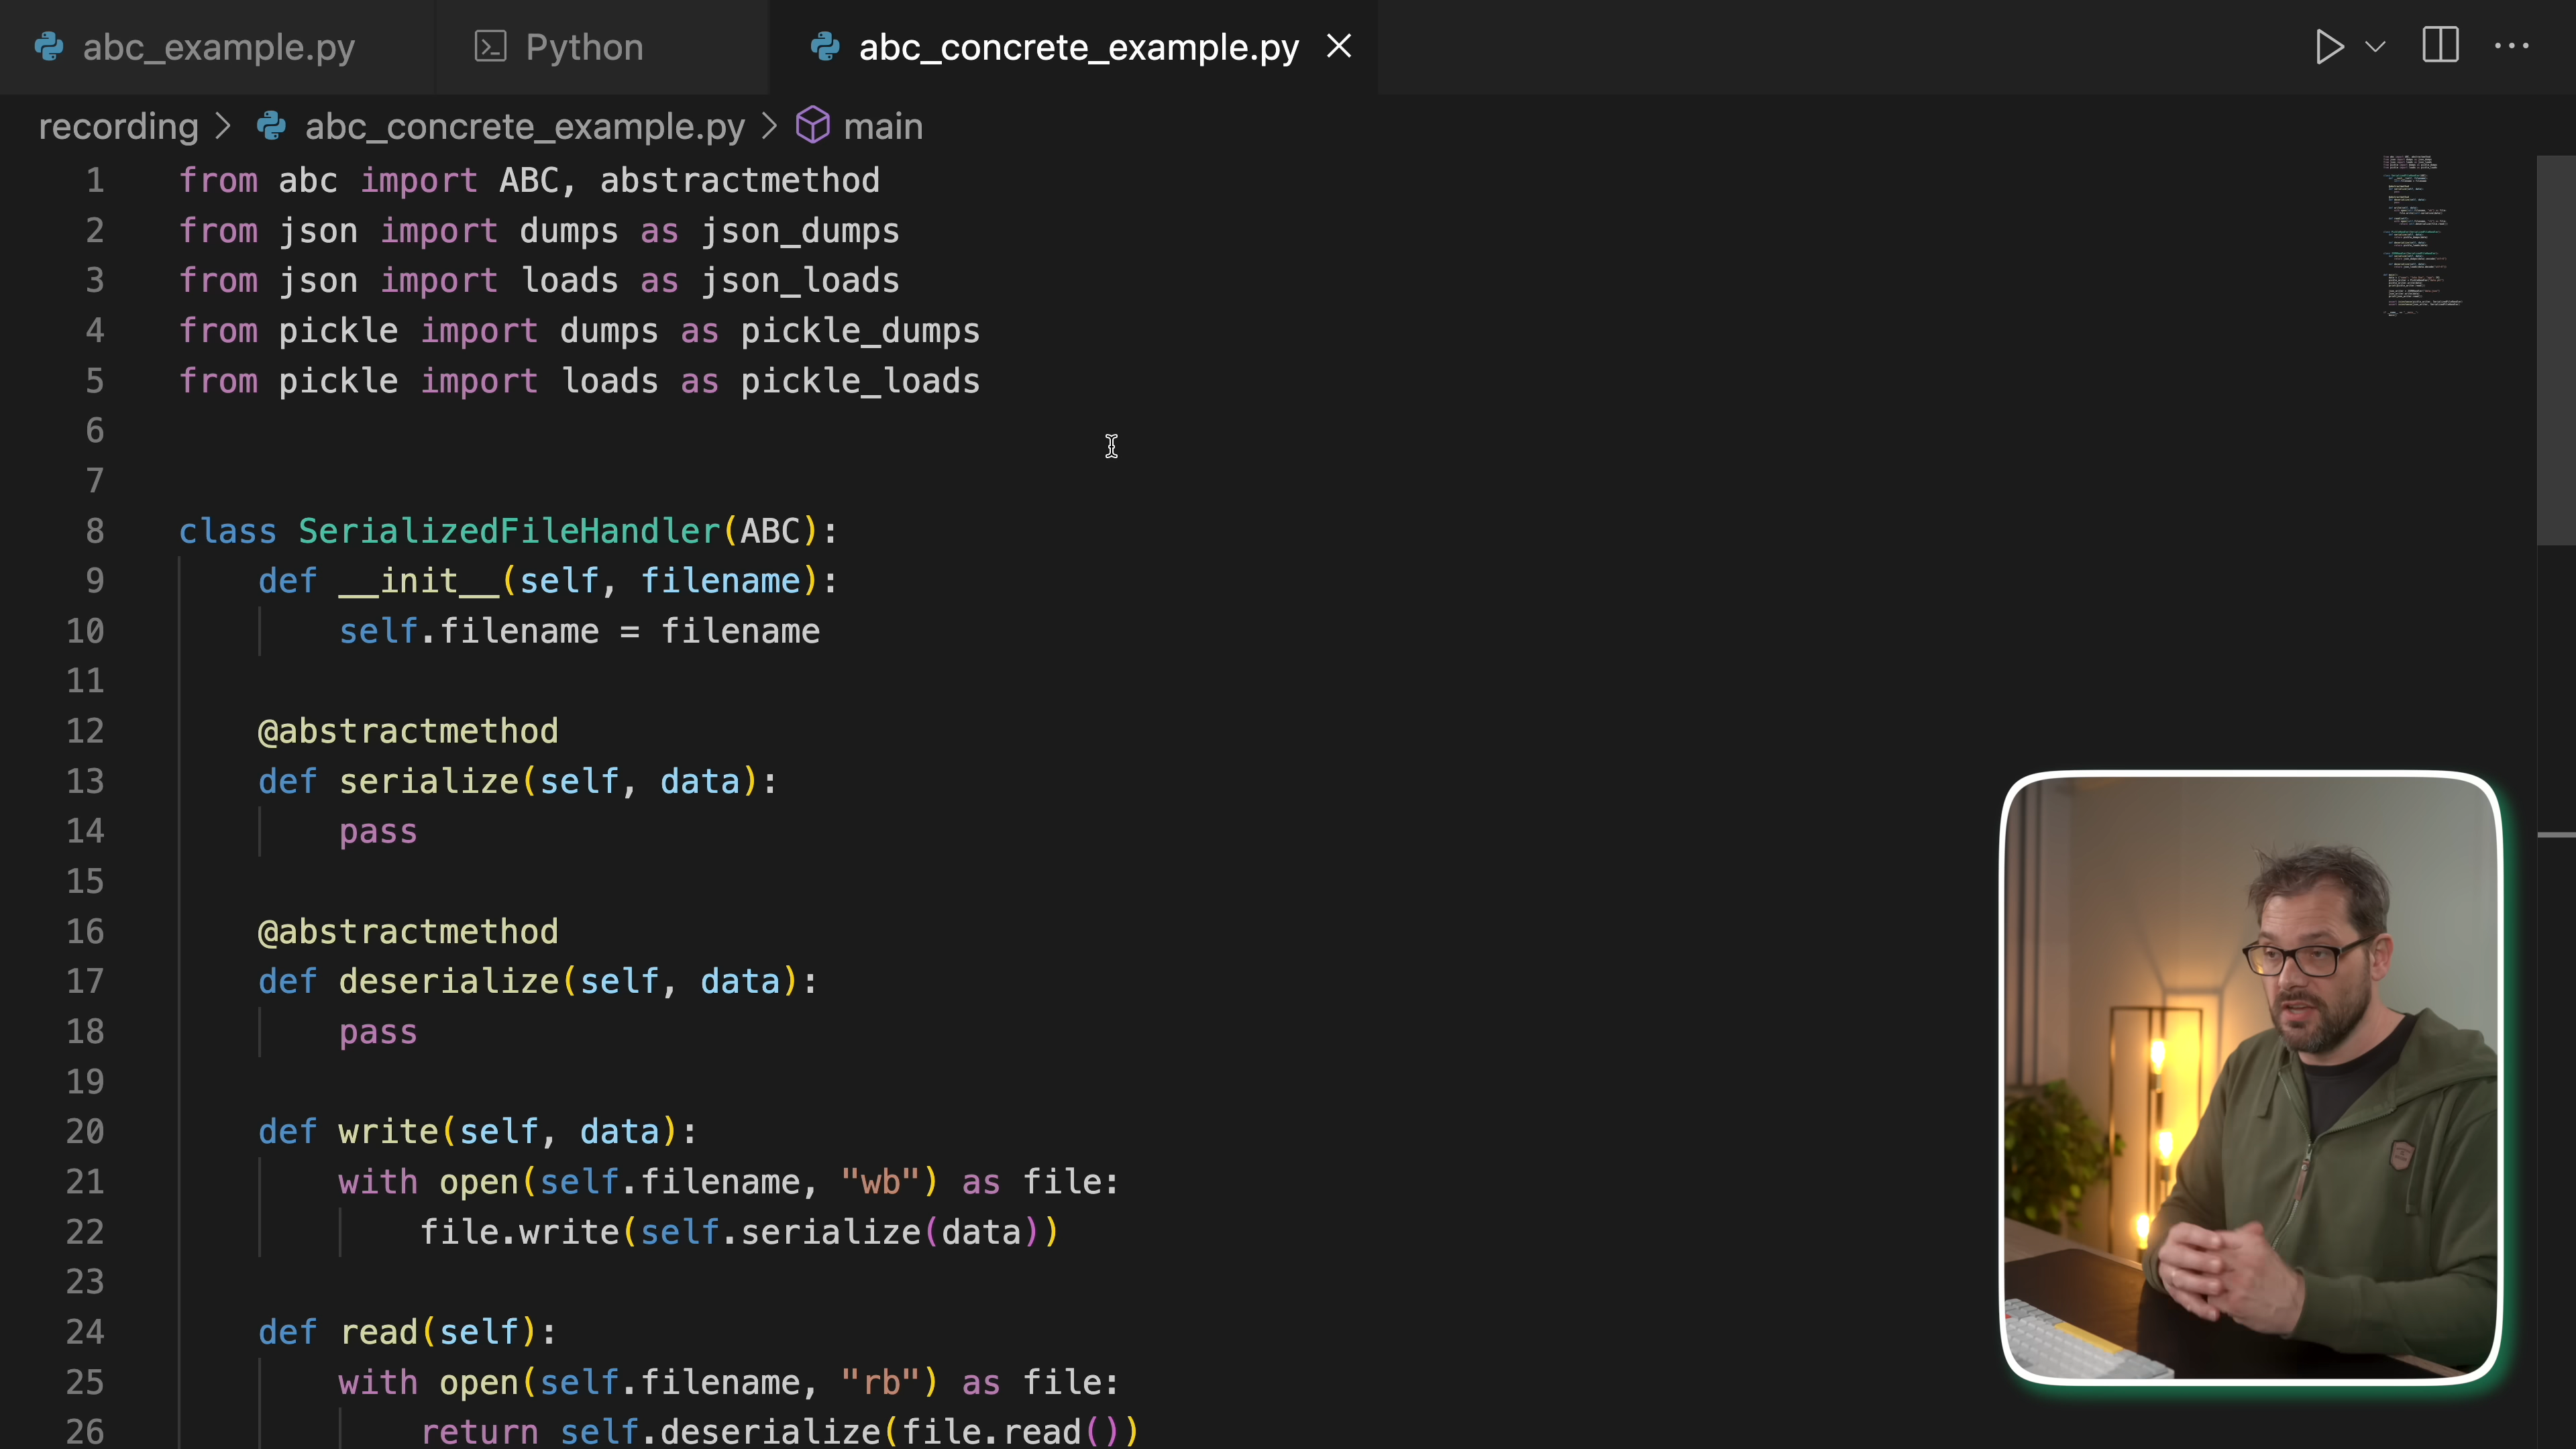 abc_example.py
Python
abc_concrete_example.py
recording > abc_concrete_example.py > main
1 from abc import ABC, abstractmethod
2 from json import dumps as json_dumps
3 from json import loads as json_loads
4 from pickle import dumps as pickle_dumps
5 from pickle import loads as pickle_loads
6
7
8 class SerializedFileHandler(ABC):
9 def __init__(self, filename):
10 self.filename = filename
11
12 @abstractmethod
13 def serialize(self, data):
14 pass
15
16 @abstractmethod
17 def deserialize(self, data):
18 pass
19
20 def write(self, data):
21 with open(self.filename, "wb") as file:
22 file.write(self.serialize(data))
23
24 def read(self):
25 with open(self.filename, "rb") as file:
26 return self.deserialize(file.read())